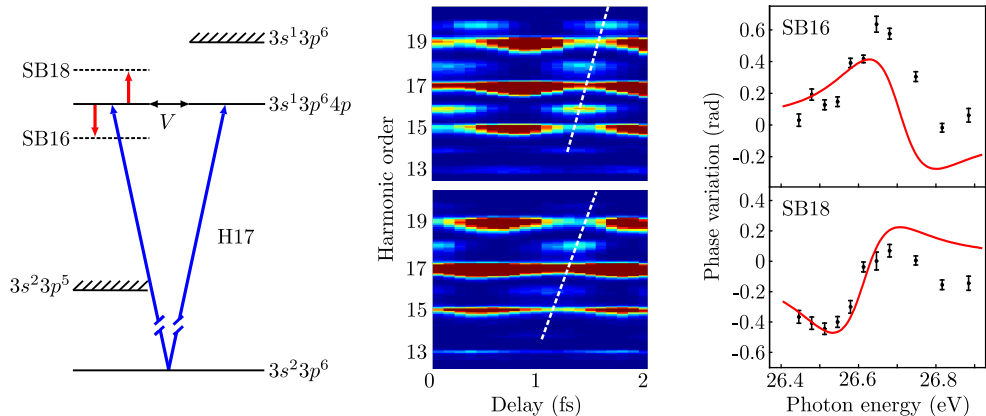 3s¹3p⁶
SB18
3s¹3p⁶4p
V
SB16
H17
3s²3p⁵
3s²3p⁶
Harmonic order
19
17
15
13
19
17
15
13
0
1
2
Delay (fs)
Phase variation (rad)
SB16
0.6
0.4
0.2
0
-0.2
SB18
0.4
0.2
0
-0.2
-0.4
-0.6
26.4
26.6
26.8
Photon energy (eV)